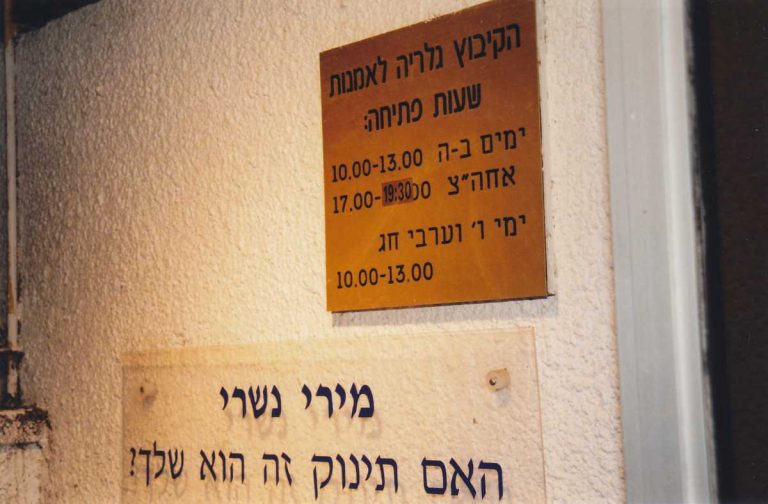 הקיבוץ גלריה לאמנות
שעות פתיחה:
ימים ב-ה 10.00-13.00
אחה״צ 17.00-19:30
ימי ו׳ וערבי חג
10.00-13.00
מירי נשרי
האם תינוק זה הוא שלך?